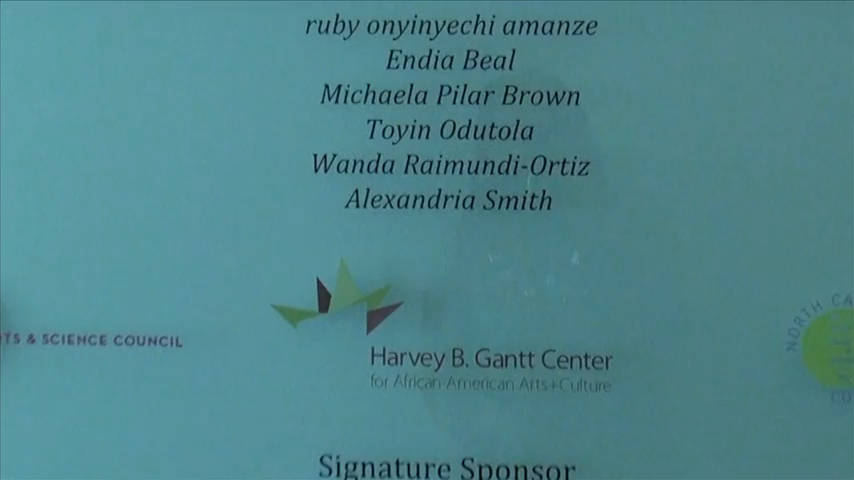 ruby onyinyechi amanze
Endia Beal
Michaela Pilar Brown
Toyin Odutola
Wanda Raimundi-Ortiz
Alexandria Smith
& SCIENCE COUNCIL
Harvey B. Gantt Center
for African-American Arts+Culture
NORTH
Signature Sponsor